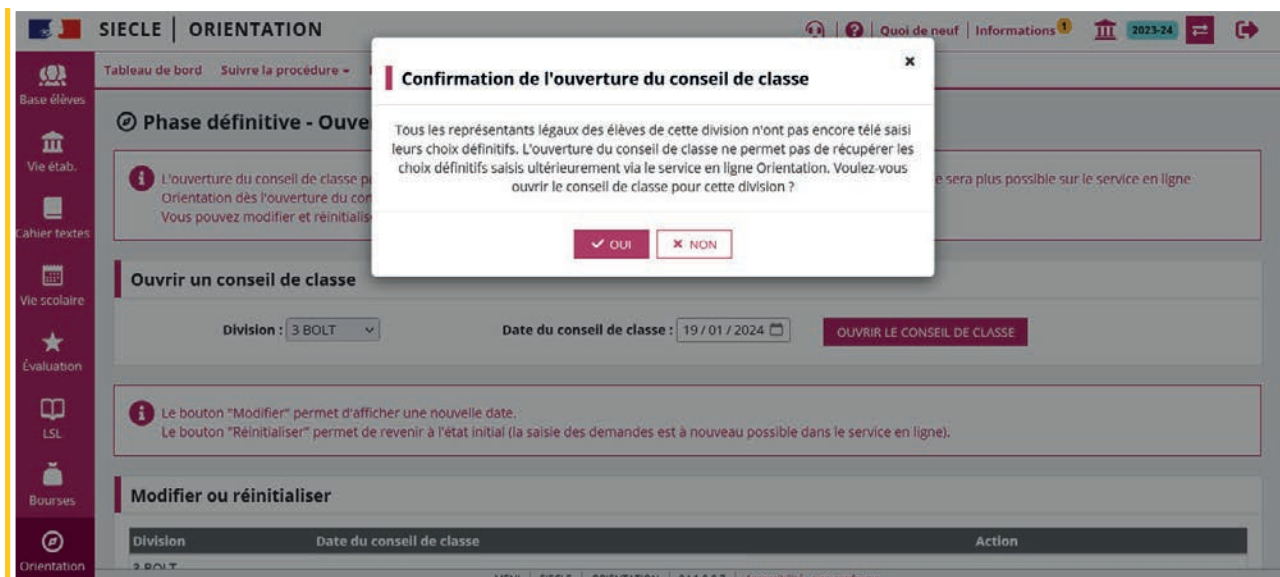 SIECLE | ORIENTATION
Quoi de neuf | Informations 1
2023-24
Tableau de bord Suivre la procédure
Base élèves
Vie établ.
Cahier textes
Vie scolaire
Évaluation
LSL
Bourses
Orientation
Confirmation de l'ouverture du conseil de classe
Tous les représentants légaux des élèves de cette division n'ont pas encore télé saisi
leurs choix définitifs. L'ouverture du conseil de classe ne permet pas de récupérer les
choix définitifs saisis ultérieurement via le service en ligne Orientation. Voulez-vous
ouvrir le conseil de classe pour cette division ?
OUI NON
Phase définitive - Ouve
L'ouverture du conseil de classe p
e sera plus possible sur le service en ligne
Orientation dès l'ouverture du con
Vous pouvez modifier et réinitialis
Ouvrir un conseil de classe
Division : 3 BOLT Date du conseil de classe : 19 / 01 / 2024 OUVRIR LE CONSEIL DE CLASSE
Le bouton "Modifier" permet d'afficher une nouvelle date.
Le bouton "Réinitialiser" permet de revenir à l'état initial (la saisie des demandes est à nouveau possible dans le service en ligne).
Modifier ou réinitialiser
Division Date du conseil de classe Action
3 BOLT